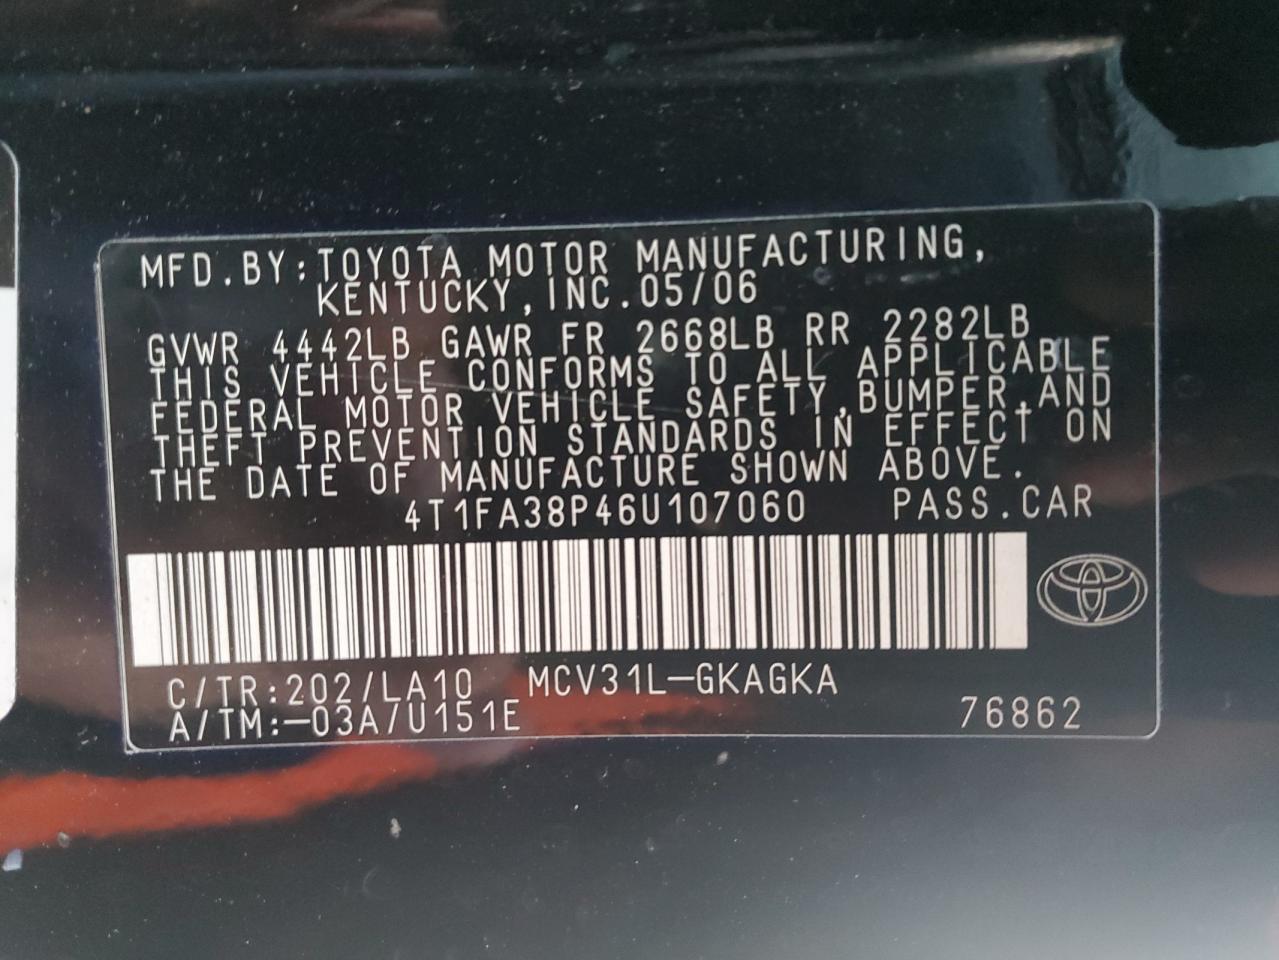 MFD.BY:TOYOTA MOTOR MANUFACTURING,
KENTUCKY,INC.05/06
GVWR 4442LB GAWR FR 2668LB RR 2282LB
THIS VEHICLE CONFORMS TO ALL APPLICABLE
FEDERAL MOTOR VEHICLE SAFETY,BUMPER,AND
THEFT PREVENTION STANDARDS IN EFFECT ON
THE DATE OF MANUFACTURE SHOWN ABOVE.
4T1FA38P46U107060 PASS.CAR
C/TR:202/LA10 MCV31L-GKAGKA
A/TM:-03A/U151E 76862